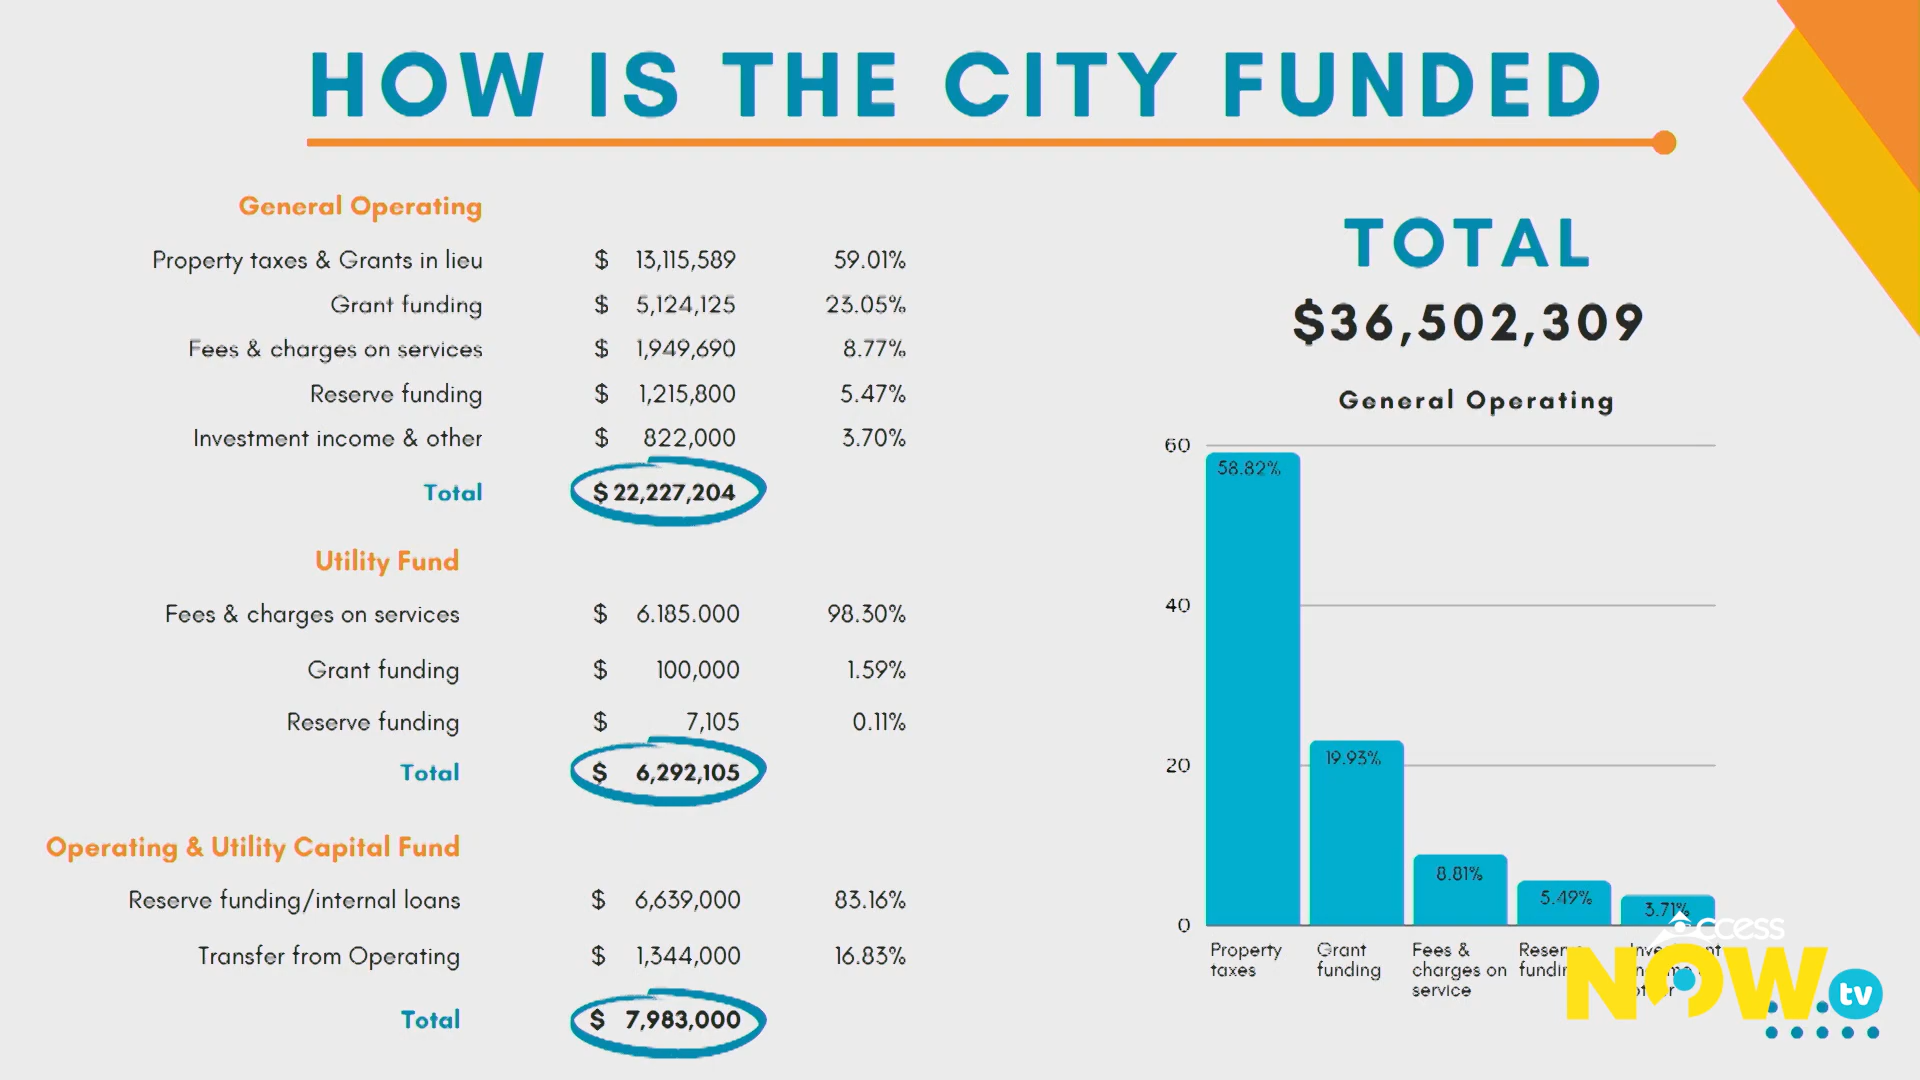 HOW IS THE CITY FUNDED
General Operating
Property taxes & Grants in lieu $ 13,115,589 59.01%
Grant funding $ 5,124,125 23.05%
Fees & charges on services $ 1,949,690 8.77%
Reserve funding $ 1,215,800 5.47%
Investment income & other $ 822,000 3.70%
Total $ 22,227,204
Utility Fund
Fees & charges on services $ 6.185.000 98.30%
Grant funding $ 100,000 1.59%
Reserve funding $ 7,105 0.11%
Total $ 6,292,105
Operating & Utility Capital Fund
Reserve funding/internal loans $ 6,639,000 83.16%
Transfer from Operating $ 1,344,000 16.83%
Total $ 7,983,000
TOTAL
$36,502,309
General Operating
60
40
20
0
58.82%
19.93%
8.81%
5.49%
3.71%
Property
taxes
Grant
funding
Fees &
charges on
service
access
NOW
tv